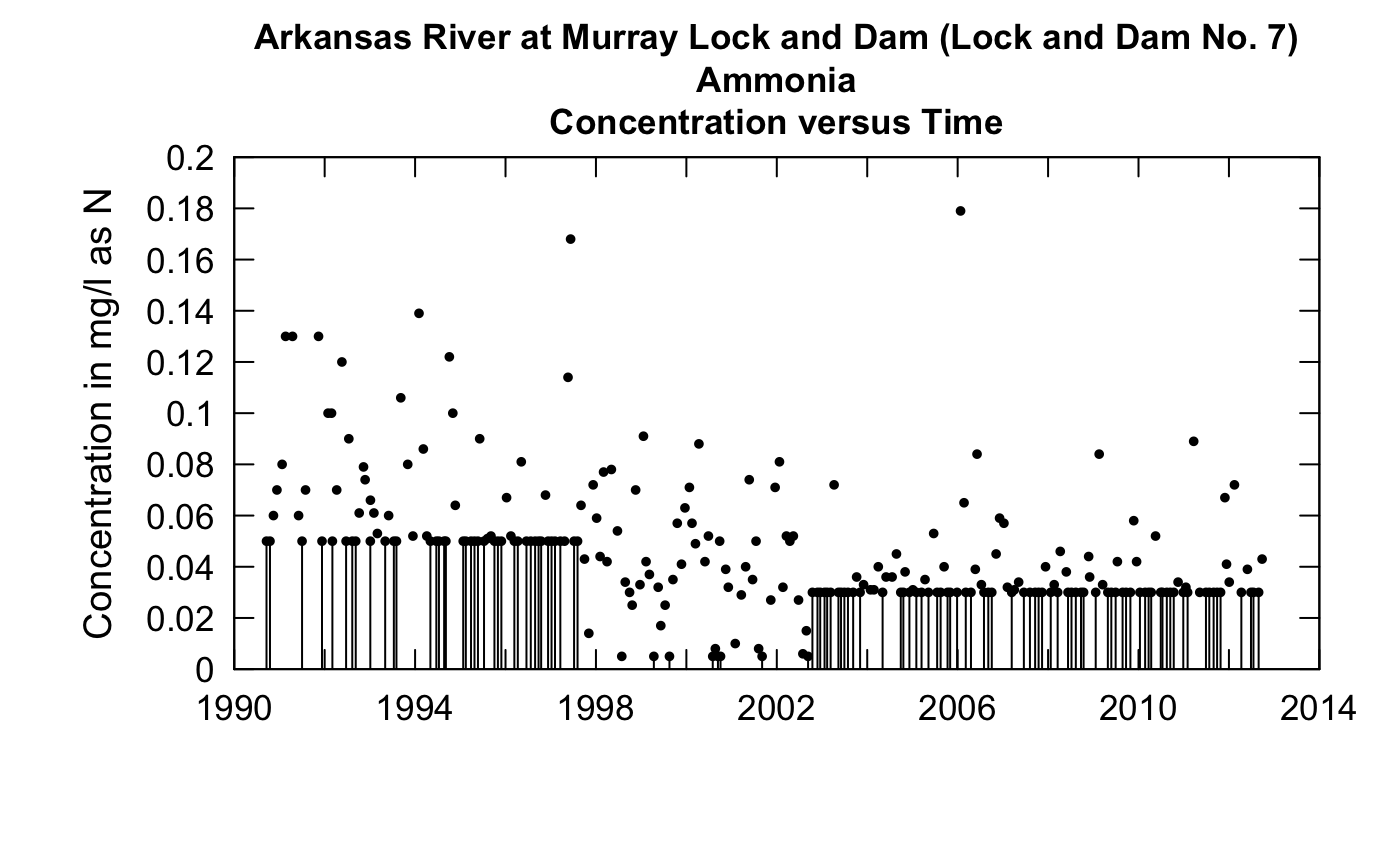 Arkansas River at Murray Lock and Dam (Lock and Dam No. 7)
Ammonia
Concentration versus Time
Concentration in mg/l as N
0.2
0.18
0.16
0.14
0.12
0.1
0.08
0.06
0.04
0.02
0
1990 1994 1998 2002 2006 2010 2014